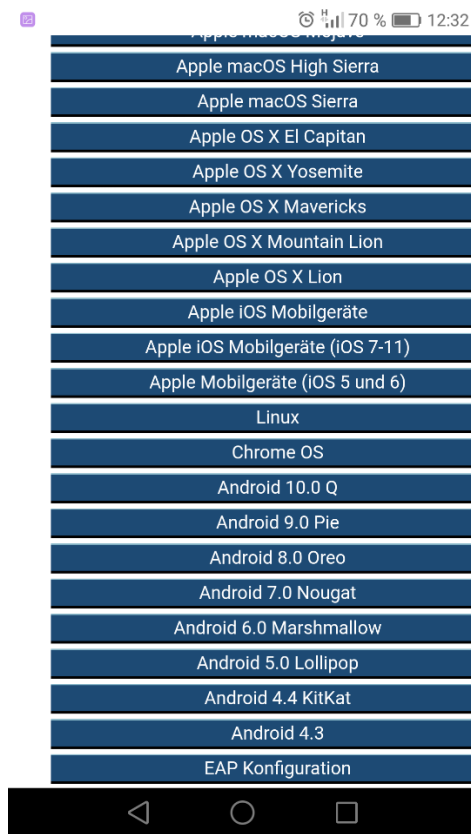 H 70 % 12:32
Apple macOS Mojave
Apple macOS High Sierra
Apple macOS Sierra
Apple OS X El Capitan
Apple OS X Yosemite
Apple OS X Mavericks
Apple OS X Mountain Lion
Apple OS X Lion
Apple iOS Mobilgeräte
Apple iOS Mobilgeräte (iOS 7-11)
Apple Mobilgeräte (iOS 5 und 6)
Linux
Chrome OS
Android 10.0 Q
Android 9.0 Pie
Android 8.0 Oreo
Android 7.0 Nougat
Android 6.0 Marshmallow
Android 5.0 Lollipop
Android 4.4 KitKat
Android 4.3
EAP Konfiguration